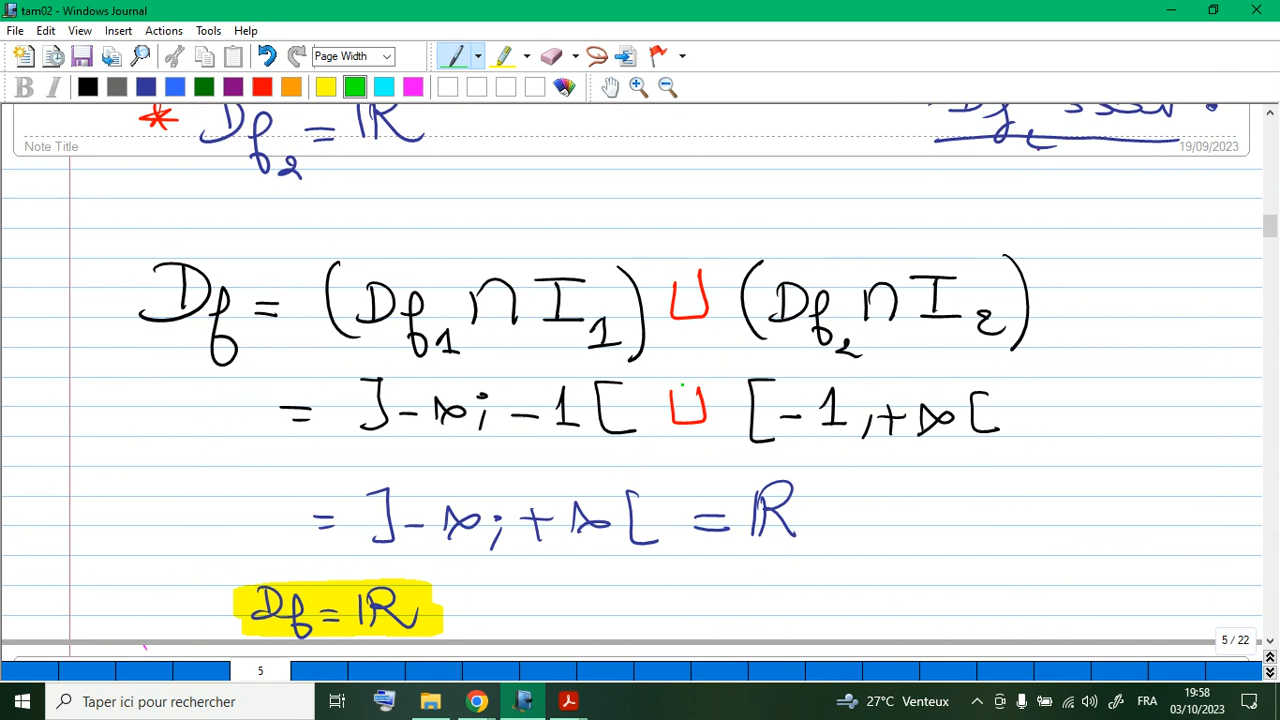 tam02 - Windows Journal
File Edit View Insert Actions Tools Help
Page Width
B I
* Df₂ = ℝ
Note Title 19/09/2023
Df = (Df₁ ∩ I₁) ∪ (Df₂ ∩ I₂)
= ]-∞; -1[ ∪ [-1, +∞[
= ]-∞; +∞[ = ℝ
Df = ℝ
5 / 22
5
Taper ici pour rechercher
27°C Venteux
FRA
19:58
03/10/2023